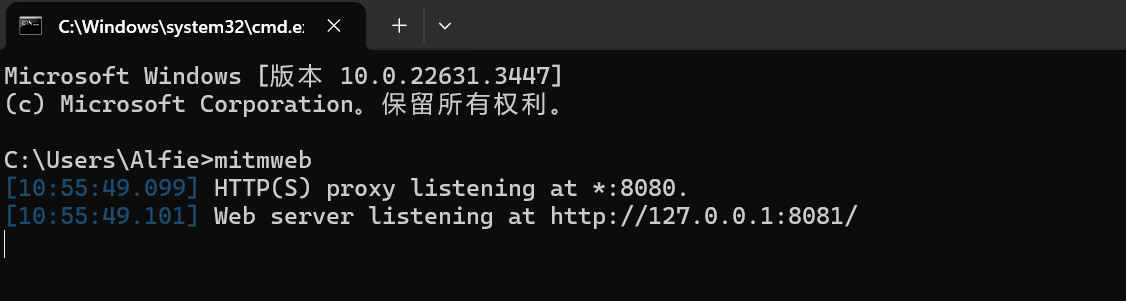 C:\Windows\system32\cmd.e
Microsoft Windows [版本 10.0.22631.3447]
(c) Microsoft Corporation。保留所有权利。
C:\Users\Alfie>mitmweb
[10:55:49.099] HTTP(S) proxy listening at *:8080.
[10:55:49.101] Web server listening at http://127.0.0.1:8081/